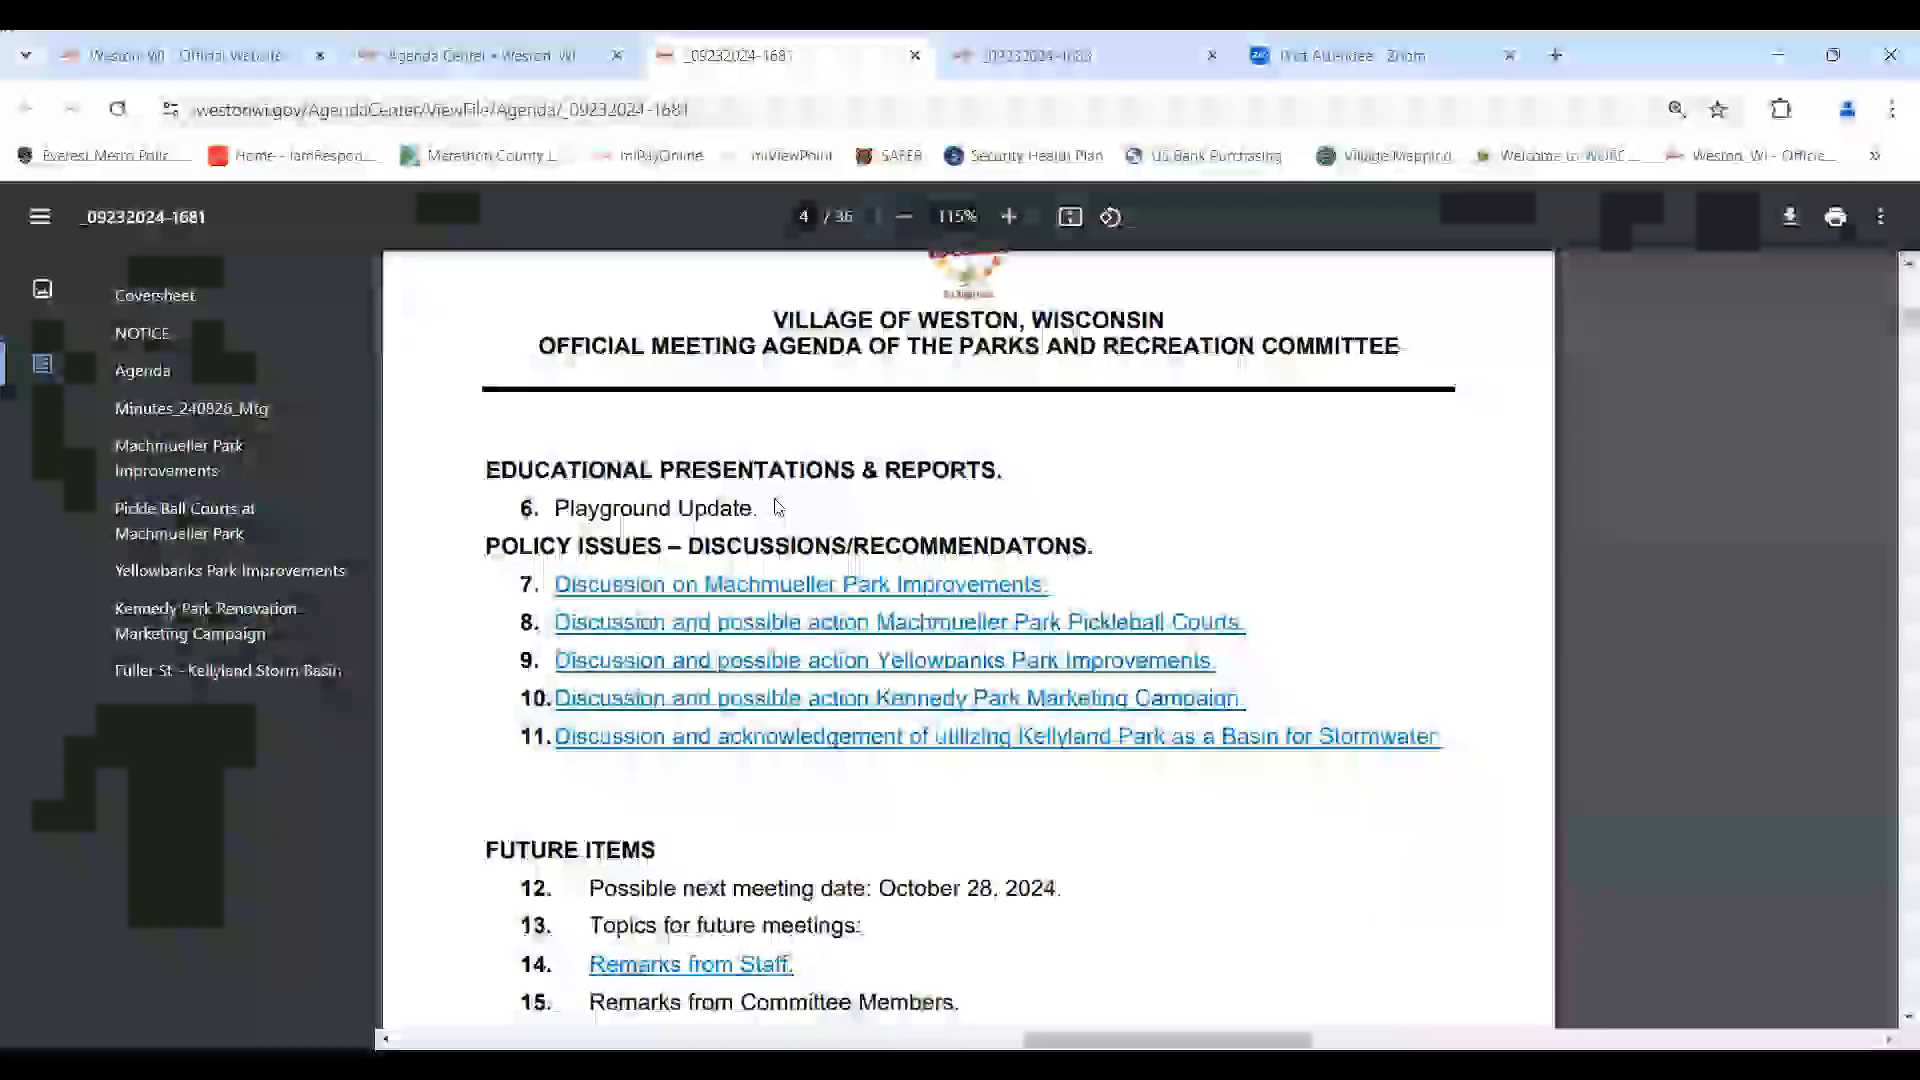 Weston WI Official Website
Agenda Center • Weston, WI
_09232024-1681
_09232024-1683
Zoom
westonwi.gov/AgendaCenter/ViewFile/Agenda/_09232024-1681
Everest Metro Polic...
Home - IamRespon...
Marathon County
miPayOnline
miViewPoint
Security Health Plan
US Bank Purchasing
Village Mapping
Welcome to
Weston, WI - Officie...
_09232024-1681
4 / 36
115%
Coversheet
NOTICE
Agenda
Minutes_240826_Mtg
Machmueller Park
Improvements
Pickle Ball Courts at
Machmueller Park
Yellowbanks Park Improvements
Kennedy Park Renovation
Marketing Campaign
Fuller St - Kellyland Storm Basin
VILLAGE OF WESTON, WISCONSIN
OFFICIAL MEETING AGENDA OF THE PARKS AND RECREATION COMMITTEE
EDUCATIONAL PRESENTATIONS & REPORTS.
6. Playground Update.
POLICY ISSUES – DISCUSSIONS/RECOMMENDATONS.
7. Discussion on Machmueller Park Improvements.
8. Discussion and possible action Machmueller Park Pickleball Courts.
9. Discussion and possible action Yellowbanks Park Improvements.
10. Discussion and possible action Kennedy Park Marketing Campaign.
11. Discussion and acknowledgement of utilizing Kellyland Park as a Basin for Stormwater
FUTURE ITEMS
12. Possible next meeting date: October 28, 2024.
13. Topics for future meetings:
14. Remarks from Staff.
15. Remarks from Committee Members.